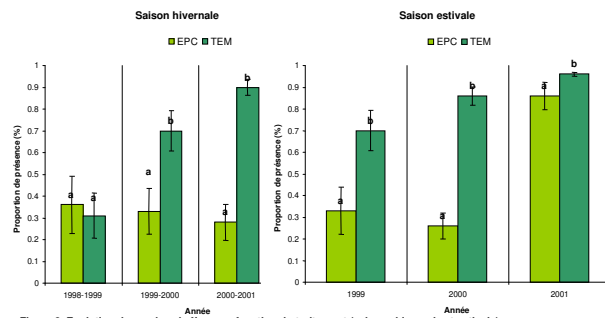 Saison hivernale
EPC TEM
Proportion de présence (%)
1
0.9
0.8
0.7
0.6
0.5
0.4
0.3
0.2
0.1
0
a a
a b
a b
1998-1999 1999-2000 2000-2001
Année
Saison estivale
EPC TEM
Proportion de présence (%)
1
0.9
0.8
0.7
0.6
0.5
0.4
0.3
0.2
0.1
0
a b
a b
a b
1999 2000 2001
Année